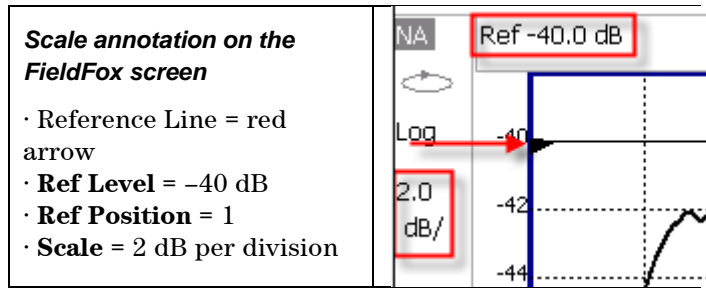 Scale annotation on the
FieldFox screen
· Reference Line = red
arrow
· Ref Level = –40 dB
· Ref Position = 1
· Scale = 2 dB per division
NA
Ref -40.0 dB
Log
-40
2.0
dB/
-42
-44